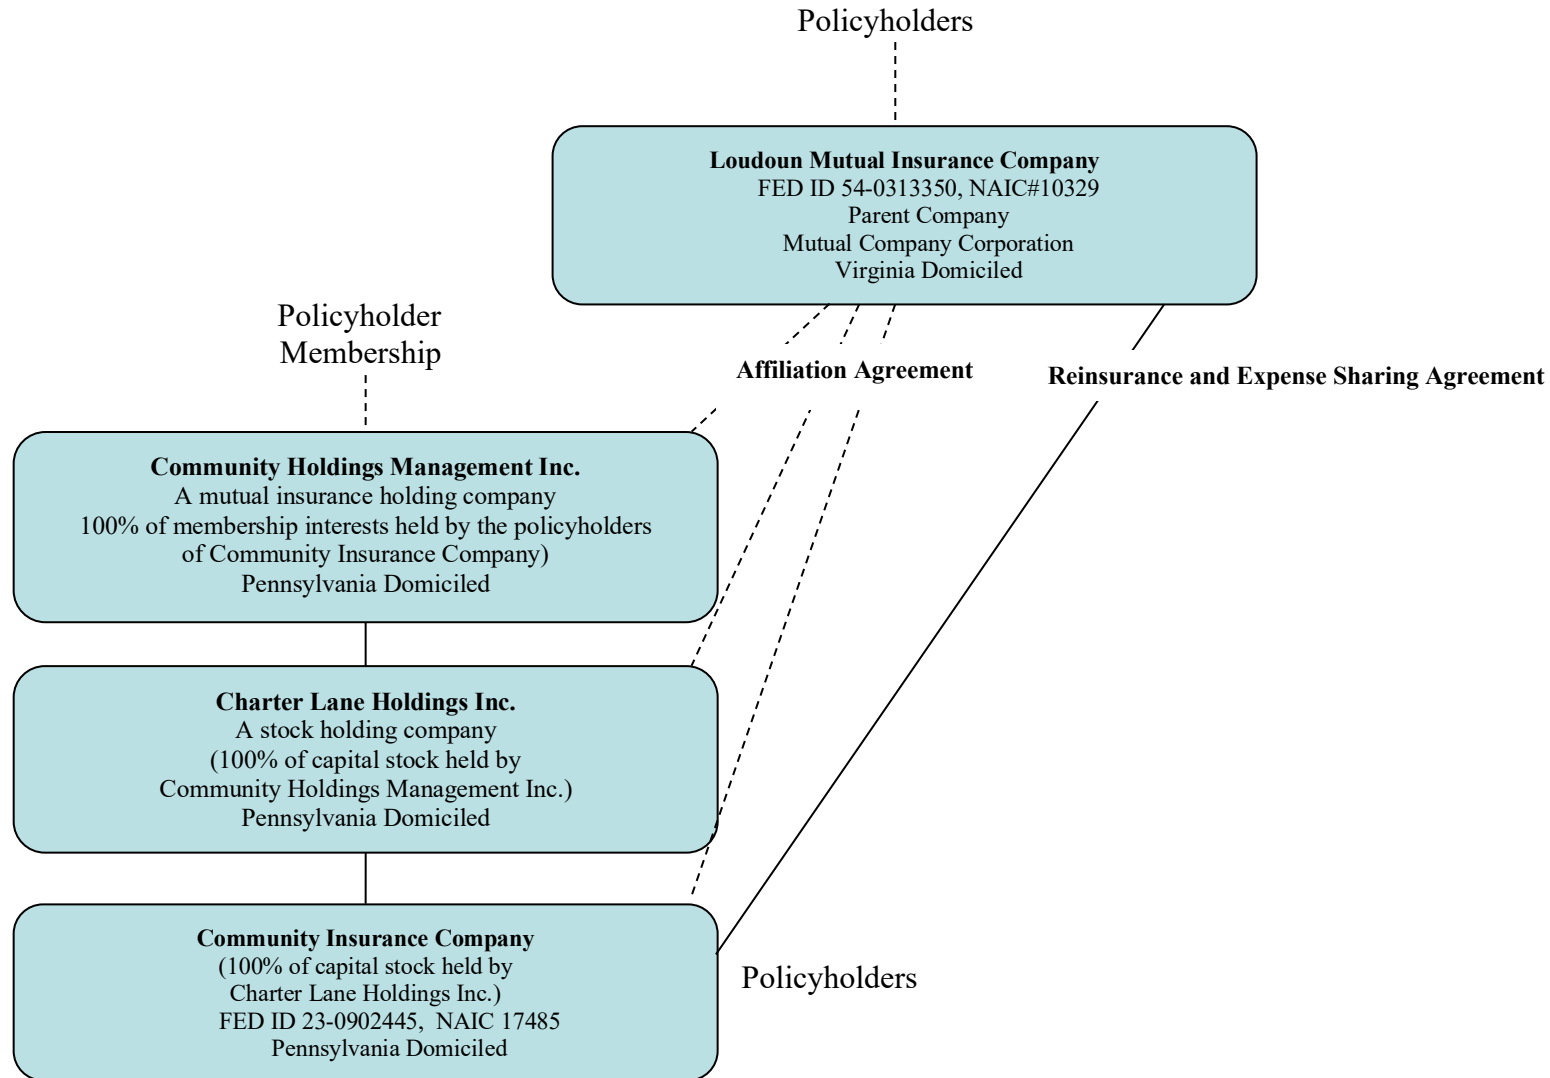 Policyholders
Loudoun Mutual Insurance Company
FED ID 54-0313350, NAIC#10329
Parent Company
Mutual Company Corporation
Virginia Domiciled
Policyholder
Membership
Affiliation Agreement
Reinsurance and Expense Sharing Agreement
Community Holdings Management Inc.
A mutual insurance holding company
100% of membership interests held by the policyholders
of Community Insurance Company)
Pennsylvania Domiciled
Charter Lane Holdings Inc.
A stock holding company
(100% of capital stock held by
Community Holdings Management Inc.)
Pennsylvania Domiciled
Community Insurance Company
(100% of capital stock held by
Charter Lane Holdings Inc.)
FED ID 23-0902445, NAIC 17485
Pennsylvania Domiciled
Policyholders